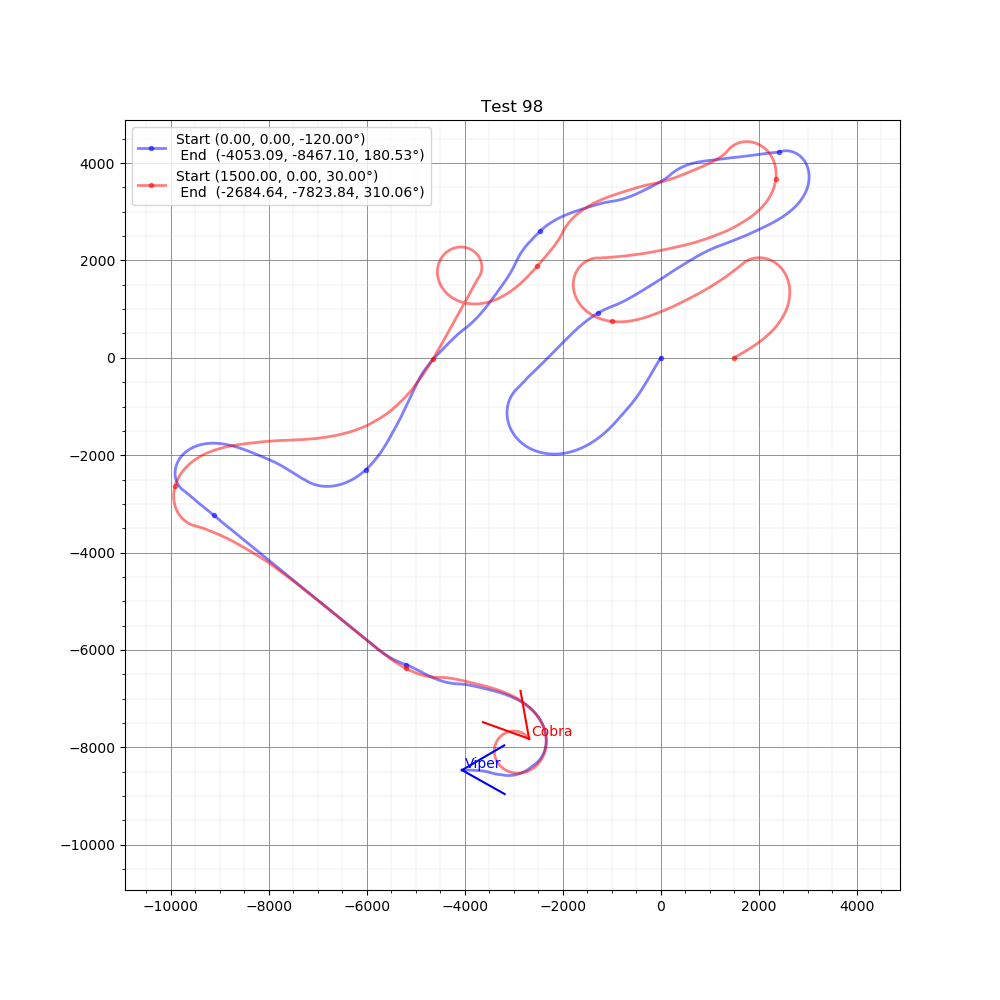 Test 98
Start (0.00, 0.00, -120.00°)
End  (-4053.09, -8467.10, 180.53°)
Start (1500.00, 0.00, 30.00°)
End  (-2684.64, -7823.84, 310.06°)
4000
2000
0
−2000
−4000
−6000
−8000
−10000
Cobra
Viper
−10000
−8000
−6000
−4000
−2000
0
2000
4000